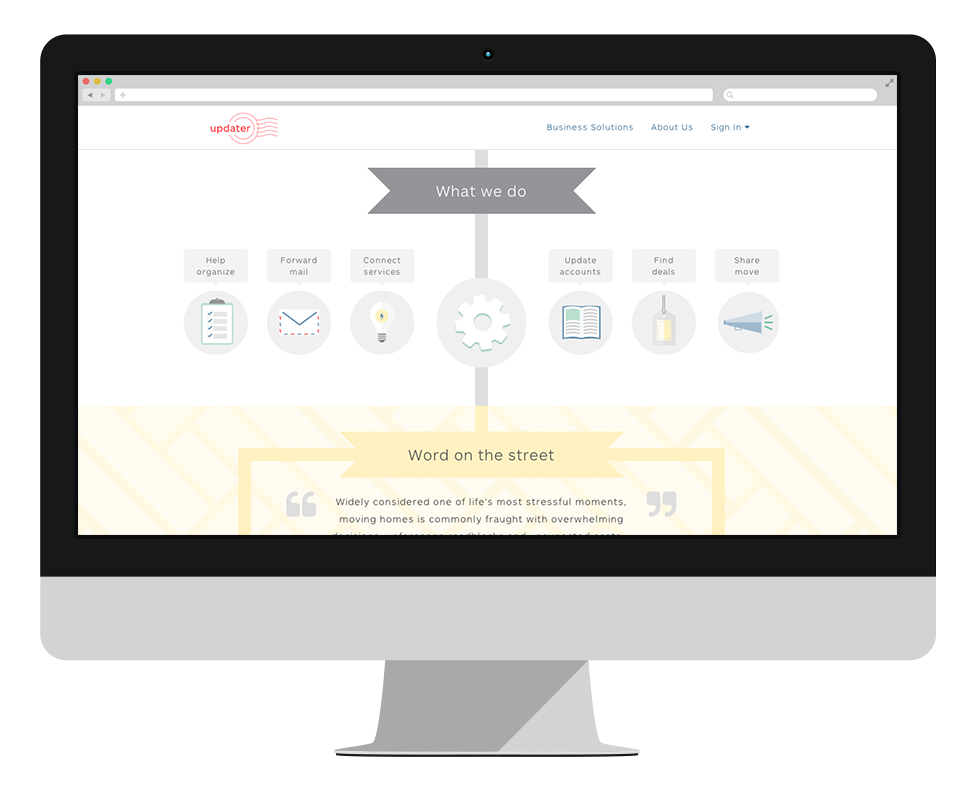 updater
Business Solutions
About Us
Sign In
What we do
Help
organize
Forward
mail
Connect
services
Update
accounts
Find
deals
Share
move
Word on the street
Widely considered one of life's most stressful moments,
moving homes is commonly fraught with overwhelming